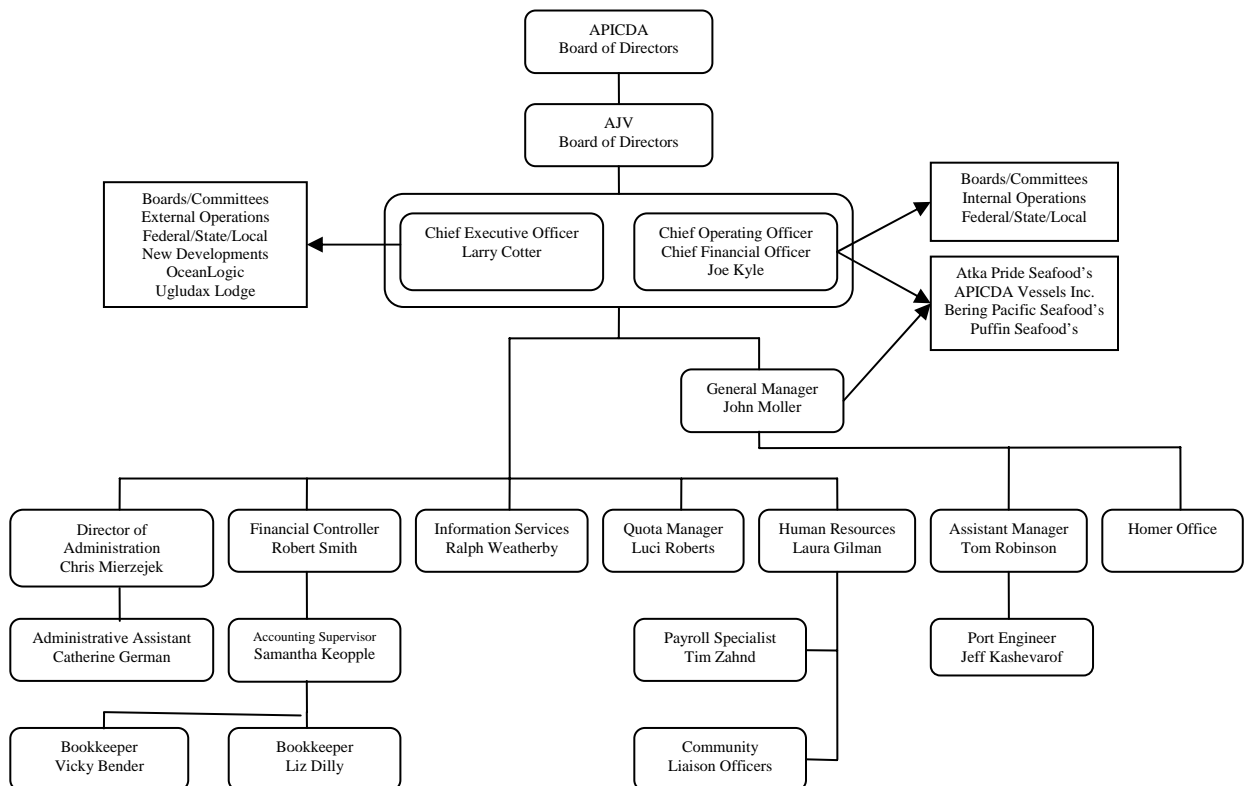 APICDA
Board of Directors
AJV
Board of Directors
Boards/Committees
External Operations
Federal/State/Local
New Developments
OceanLogic
Ugludax Lodge
Chief Executive Officer
Larry Cotter
Chief Operating Officer
Chief Financial Officer
Joe Kyle
Boards/Committees
Internal Operations
Federal/State/Local
Atka Pride Seafood's
APICDA Vessels Inc.
Bering Pacific Seafood's
Puffin Seafood's
General Manager
John Moller
Director of
Administration
Chris Mierzejek
Financial Controller
Robert Smith
Information Services
Ralph Weatherby
Quota Manager
Luci Roberts
Human Resources
Laura Gilman
Assistant Manager
Tom Robinson
Homer Office
Administrative Assistant
Catherine German
Accounting Supervisor
Samantha Keopple
Payroll Specialist
Tim Zahnd
Port Engineer
Jeff Kashevarof
Bookkeeper
Vicky Bender
Bookkeeper
Liz Dilly
Community
Liaison Officers